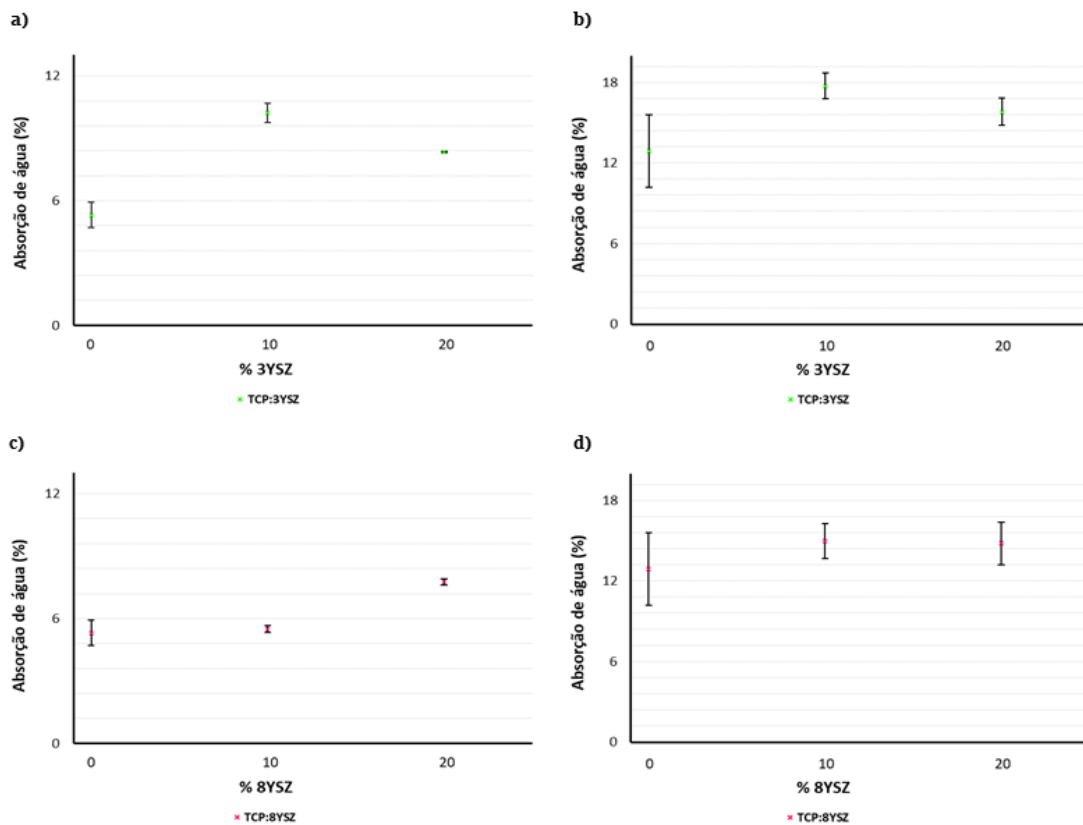 a)
Absorção de água (%)
12
6
0
0 10 20
% 3YSZ
TCP:3YSZ
b)
Absorção de água (%)
18
12
6
0
0 10 20
% 3YSZ
TCP:3YSZ
c)
Absorção de água (%)
12
6
0
0 10 20
% 8YSZ
TCP:8YSZ
d)
Absorção de água (%)
18
12
6
0
0 10 20
% 8YSZ
TCP:8YSZ